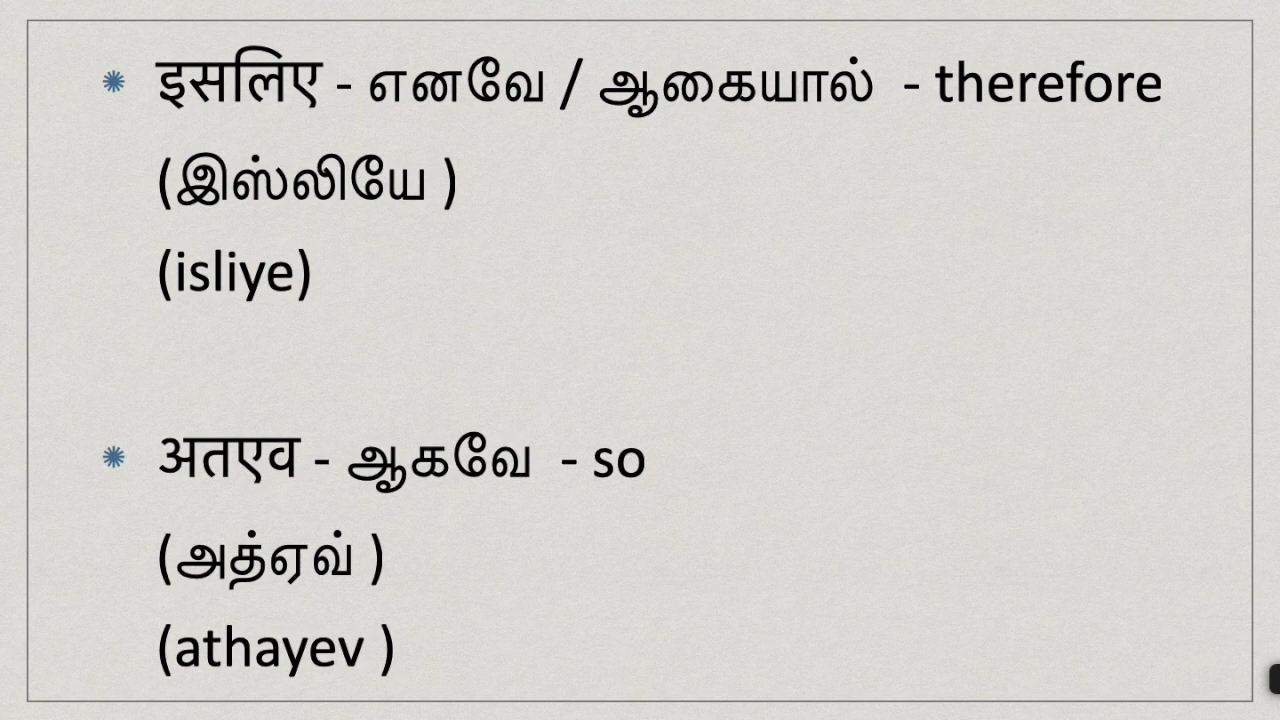 इसलिए - எனவே / ஆகையால் - therefore
(இஸ்லியே )
(isliye)
अतएव - ஆகவே - so
(அத்ஏவ் )
(athayev )